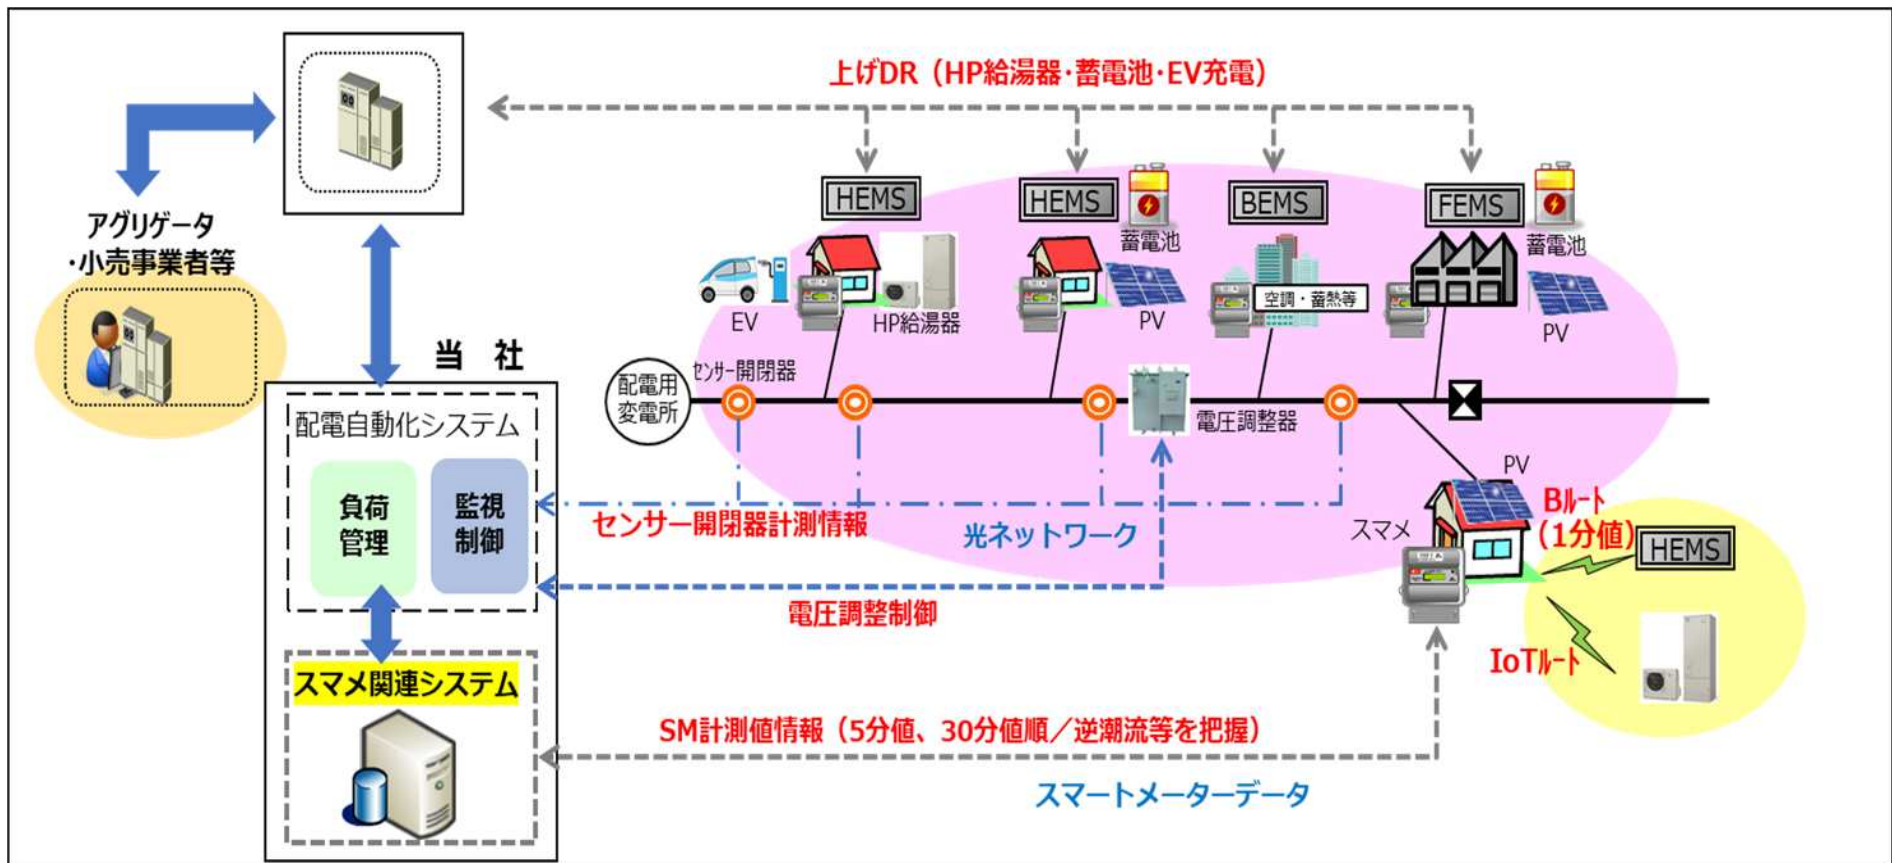 上げDR（HP給湯器・蓄電池・EV充電）
アグリゲータ
・小売事業者等
HEMS
HEMS
BEMS
FEMS
蓄電池
蓄電池
空調・蓄熱等
EV
HP給湯器
PV
PV
当 社
配電用
変電所
センサー開閉器
電圧調整器
配電自動化システム
負荷
管理
監視
制御
センサー開閉器計測情報
光ネットワーク
PV
スマメ
Bルート
(1分値)
HEMS
電圧調整制御
IoTルート
スマメ関連システム
SM計測値情報（5分値、30分値順／逆潮流等を把握）
スマートメーターデータ